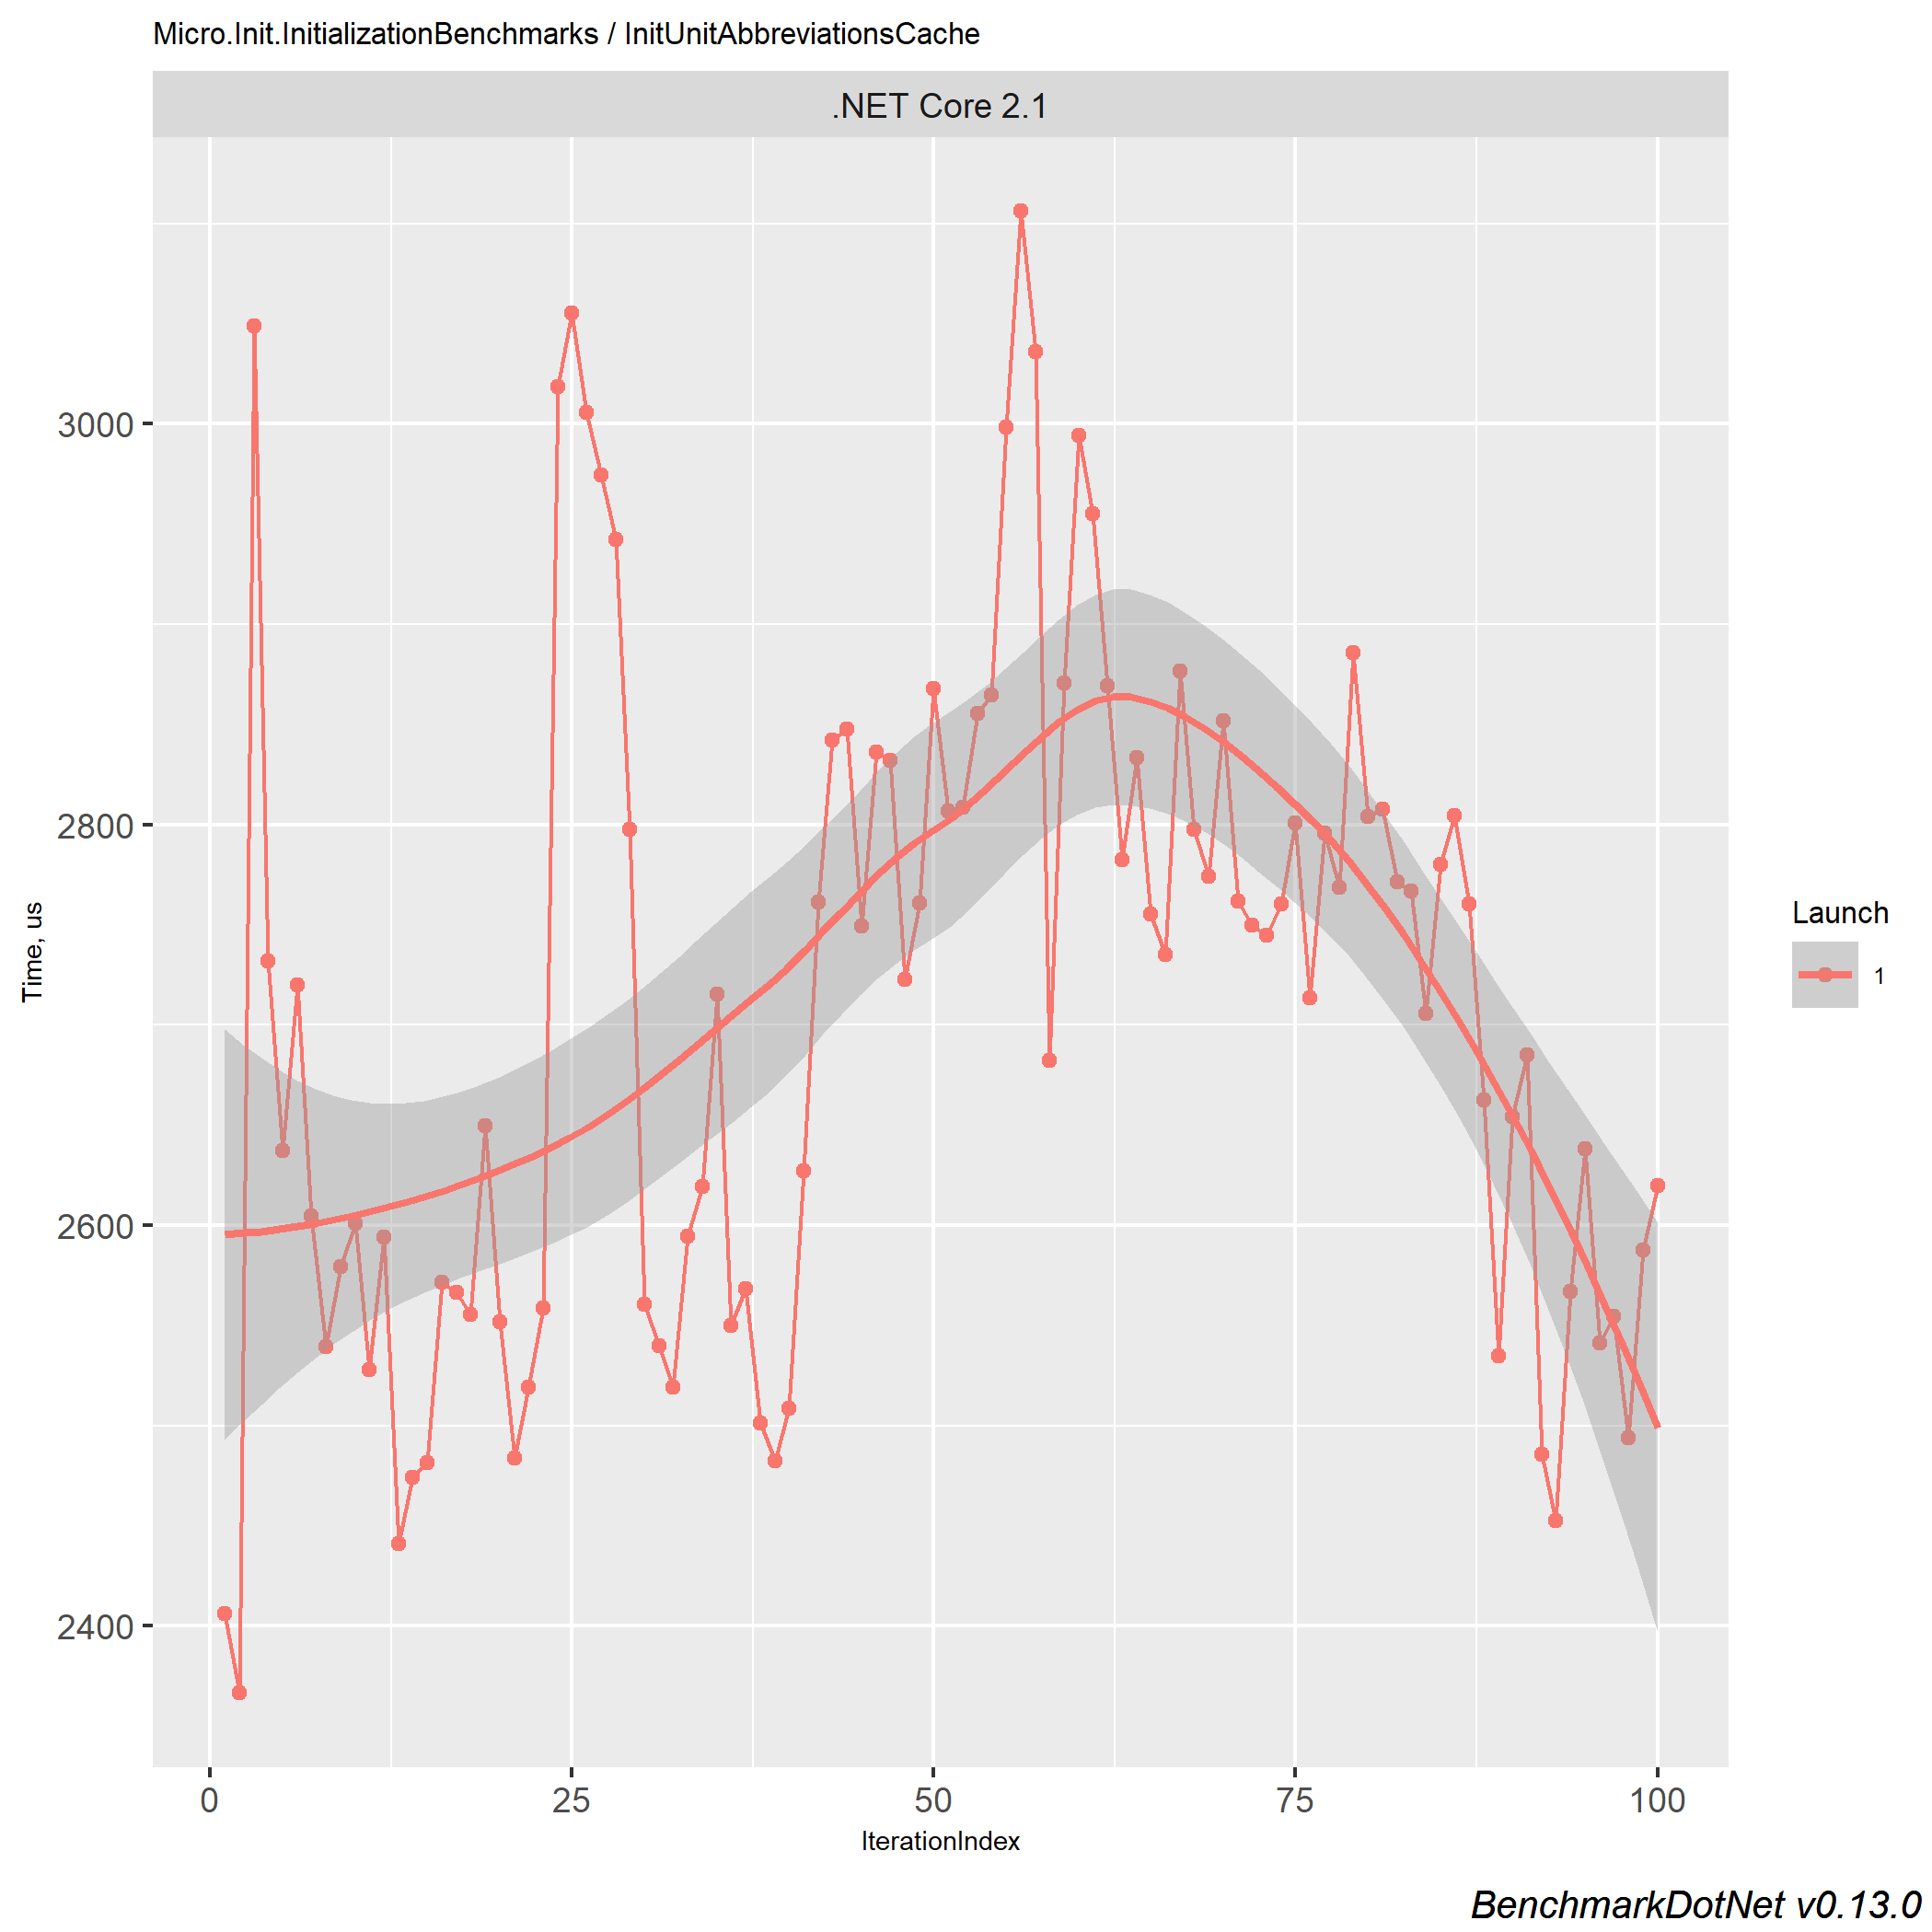 Micro.Init.InitializationBenchmarks / InitUnitAbbreviationsCache
.NET Core 2.1
3000
2800
2600
2400
Time, us
0 25 50 75 100
IterationIndex
Launch
1
BenchmarkDotNet v0.13.0